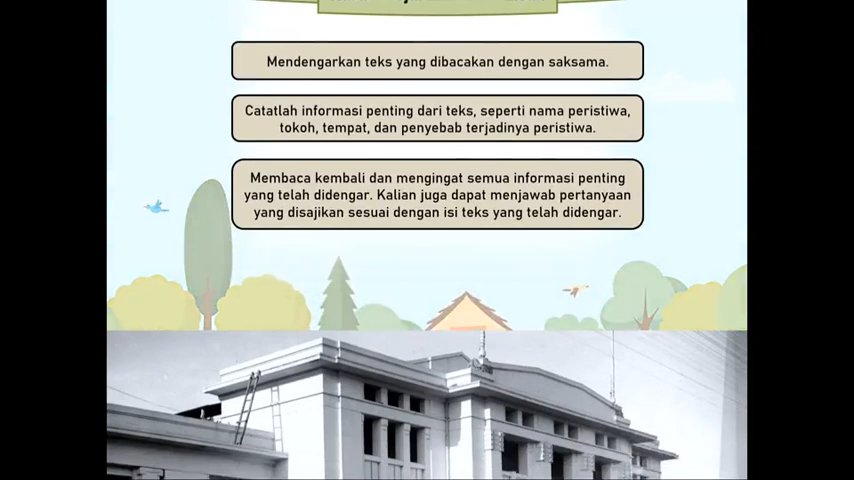 Mendengarkan teks yang dibacakan dengan saksama.
Catatlah informasi penting dari teks, seperti nama peristiwa,
tokoh, tempat, dan penyebab terjadinya peristiwa.
Membaca kembali dan mengingat semua informasi penting
yang telah didengar. Kalian juga dapat menjawab pertanyaan
yang disajikan sesuai dengan isi teks yang telah didengar.